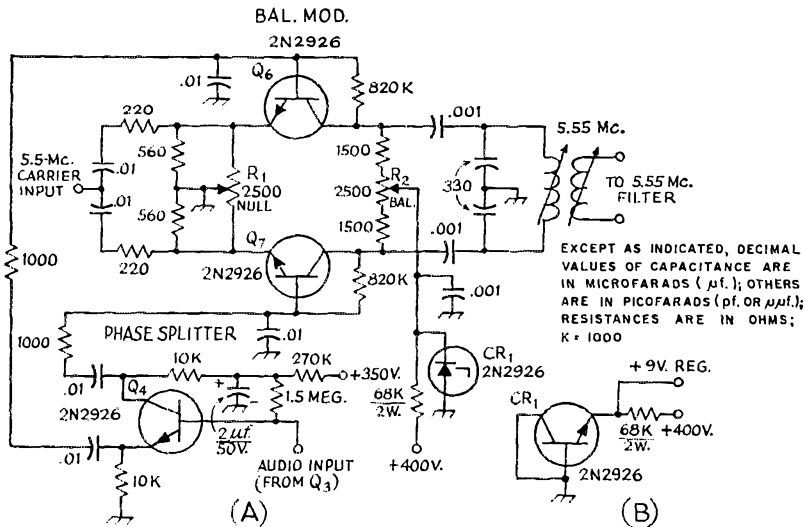 BAL. MOD.
2N2926
Q6
.01
820K
.001
220
5.55 Mc.
5.5-Mc.
CARRIER
INPUT
.01
.01
560
560
R1
2500
NULL
1500
R2
2500
BAL.
1500
330
TO 5.55 Mc.
FILTER
220
Q7
2N2926
820K
.001
.001
1000
1000
EXCEPT AS INDICATED, DECIMAL
VALUES OF CAPACITANCE ARE
IN MICROFARADS (µf.); OTHERS
ARE IN PICOFARADS (pf. OR µµf.);
RESISTANCES ARE IN OHMS;
K = 1000
PHASE SPLITTER
.01
10K
270K
+350V.
.01
Q4
2N2926
+
-
1.5 MEG.
2µf.
50V.
CR1
2N2926
68K
2W.
+400V.
.01
10K
AUDIO INPUT
(FROM Q3)
(A)
+9V. REG.
CR1
68K
2W.
+400V.
2N2926
(B)